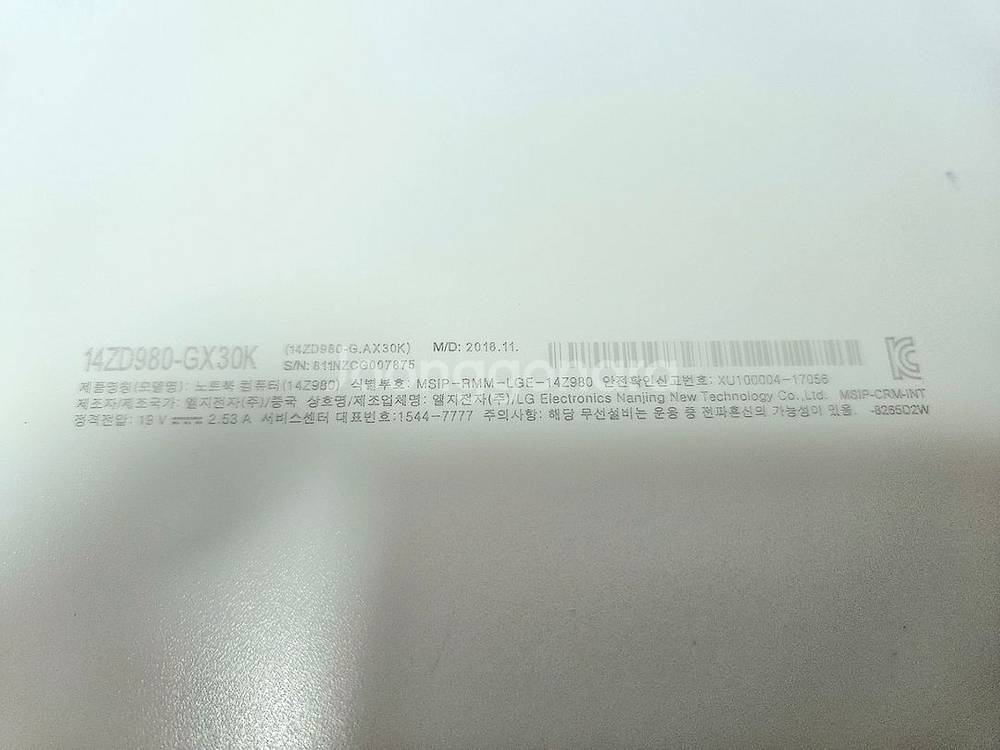 14ZD980-GX30K (14ZD980-G.AX30K) M/D: 2018.11.
S/N: 811NZCG007875
제품명칭(모델명): 노트북 컴퓨터(14Z980) 식별부호: MSIP-RMM-LGE-14Z980 안전확인신고번호: XU100004-17056
제조자/제조국가: 엘지전자(주)/중국 상호명/제조업체명: 엘지전자(주)/LG Electronics Nanjing New Technology Co.,Ltd. MSIP-CRM-INT
정격전압: 19 V 2.53 A 서비스센터 대표번호:1544-7777 주의사항: 해당 무선설비는 운용 중 전파혼신의 가능성이 있음. -8265D2W